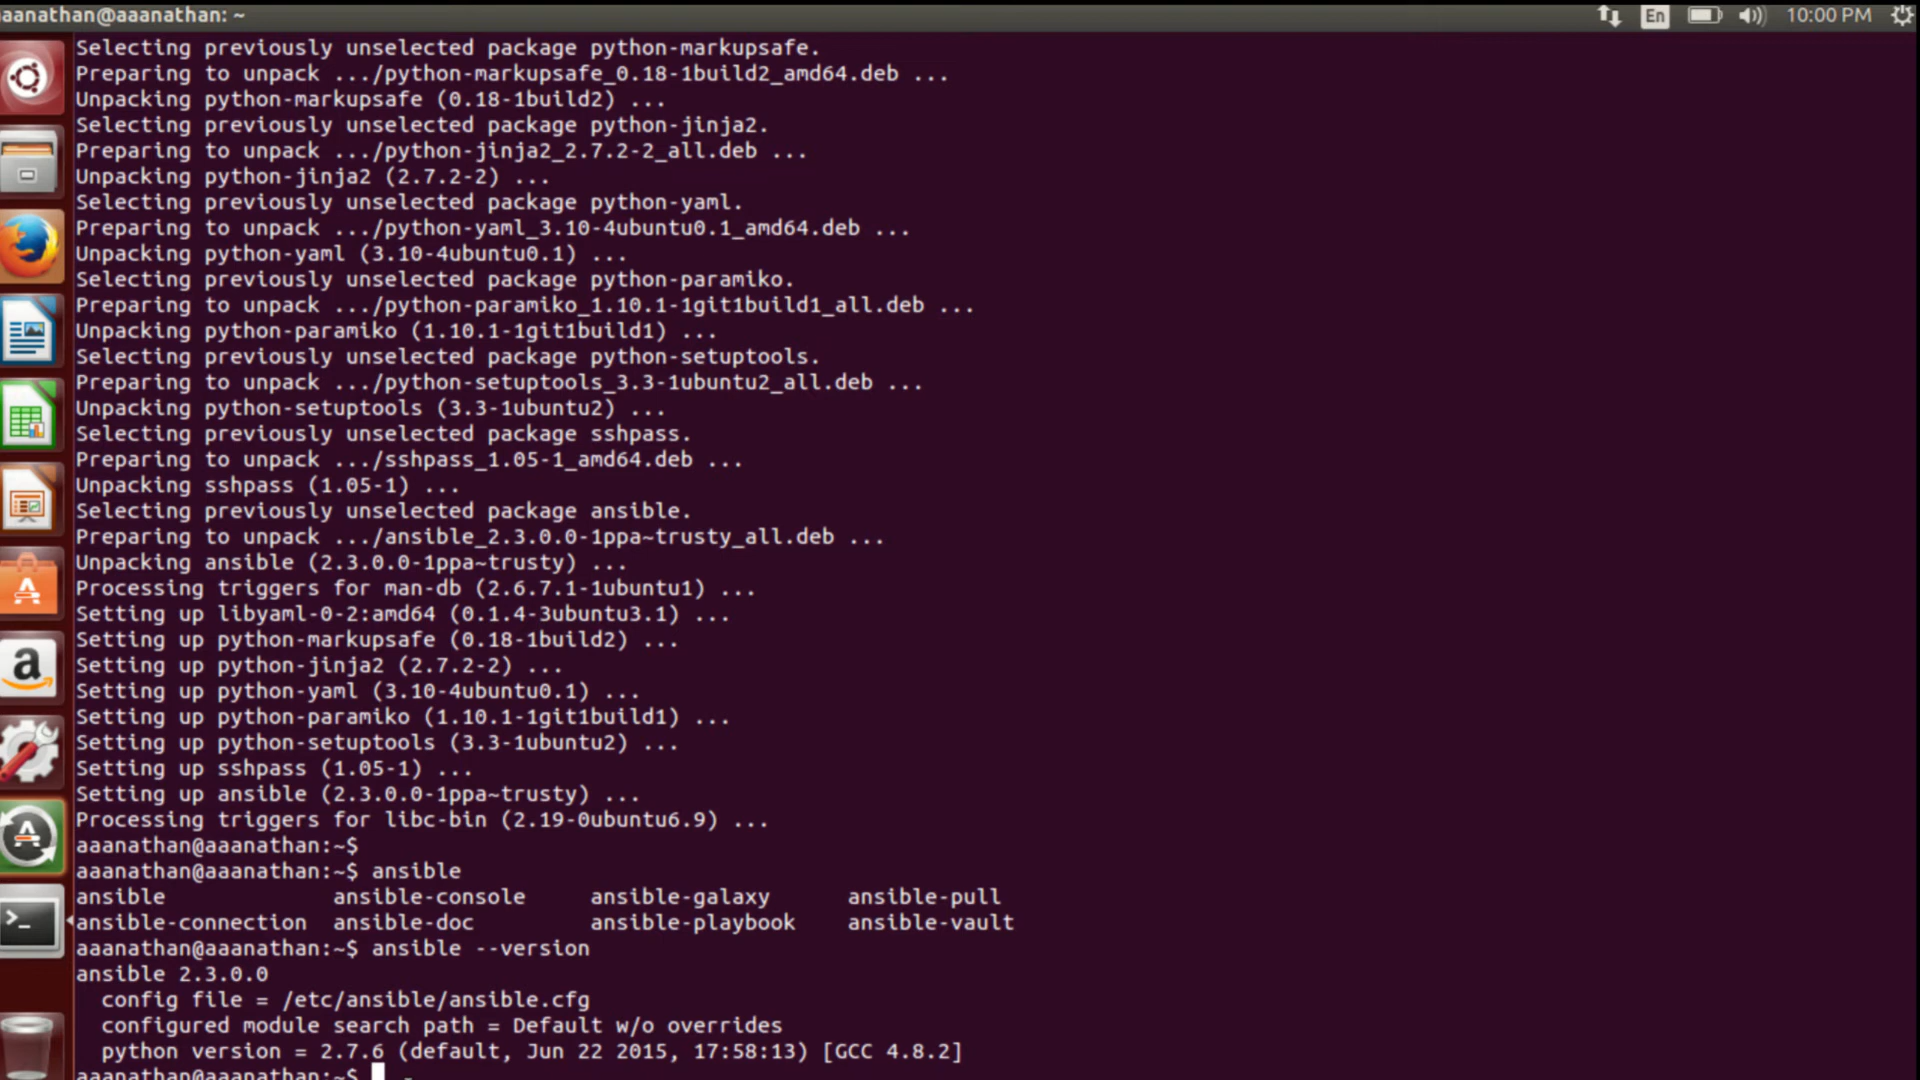 aaanathan@aaanathan: ~
En
10:00 PM
Selecting previously unselected package python-markupsafe.
Preparing to unpack .../python-markupsafe_0.18-1build2_amd64.deb ...
Unpacking python-markupsafe (0.18-1build2) ...
Selecting previously unselected package python-jinja2.
Preparing to unpack .../python-jinja2_2.7.2-2_all.deb ...
Unpacking python-jinja2 (2.7.2-2) ...
Selecting previously unselected package python-yaml.
Preparing to unpack .../python-yaml_3.10-4ubuntu0.1_amd64.deb ...
Unpacking python-yaml (3.10-4ubuntu0.1) ...
Selecting previously unselected package python-paramiko.
Preparing to unpack .../python-paramiko_1.10.1-1git1build1_all.deb ...
Unpacking python-paramiko (1.10.1-1git1build1) ...
Selecting previously unselected package python-setuptools.
Preparing to unpack .../python-setuptools_3.3-1ubuntu2_all.deb ...
Unpacking python-setuptools (3.3-1ubuntu2) ...
Selecting previously unselected package sshpass.
Preparing to unpack .../sshpass_1.05-1_amd64.deb ...
Unpacking sshpass (1.05-1) ...
Selecting previously unselected package ansible.
Preparing to unpack .../ansible_2.3.0.0-1ppa~trusty_all.deb ...
Unpacking ansible (2.3.0.0-1ppa~trusty) ...
Processing triggers for man-db (2.6.7.1-1ubuntu1) ...
Setting up libyaml-0-2:amd64 (0.1.4-3ubuntu3.1) ...
Setting up python-markupsafe (0.18-1build2) ...
Setting up python-jinja2 (2.7.2-2) ...
Setting up python-yaml (3.10-4ubuntu0.1) ...
Setting up python-paramiko (1.10.1-1git1build1) ...
Setting up python-setuptools (3.3-1ubuntu2) ...
Setting up sshpass (1.05-1) ...
Setting up ansible (2.3.0.0-1ppa~trusty) ...
Processing triggers for libc-bin (2.19-0ubuntu6.9) ...
aaanathan@aaanathan:~$
aaanathan@aaanathan:~$ ansible
ansible ansible-console ansible-galaxy ansible-pull
ansible-connection ansible-doc ansible-playbook ansible-vault
aaanathan@aaanathan:~$ ansible --version
ansible 2.3.0.0
config file = /etc/ansible/ansible.cfg
configured module search path = Default w/o overrides
python version = 2.7.6 (default, Jun 22 2015, 17:58:13) [GCC 4.8.2]
aaanathan@aaanathan:~$